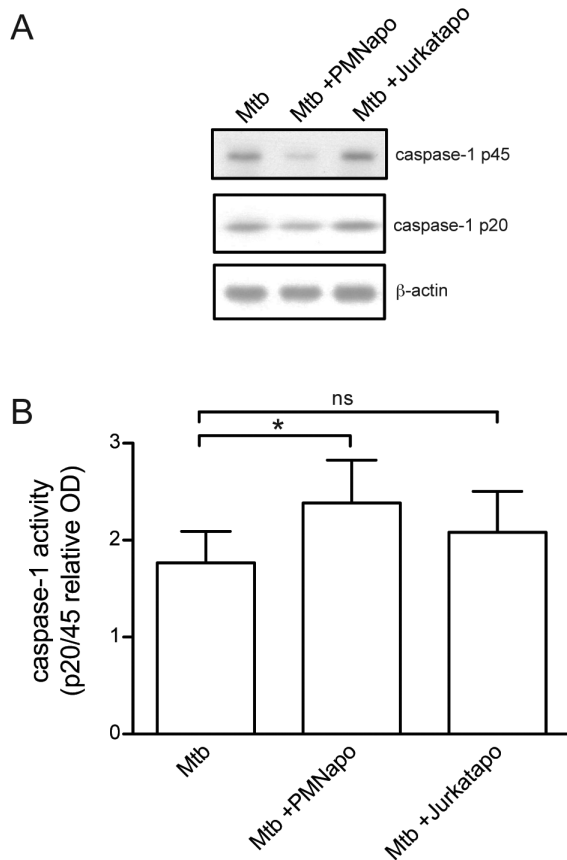 A
Mtb
Mtb +PMNapo
Mtb +Jurkatapo
caspase-1 p45
caspase-1 p20
β-actin
B
ns
*
caspase-1 activity
(p20/45 relative OD)
3
2
1
0
Mtb
Mtb +PMNapo
Mtb +Jurkatapo